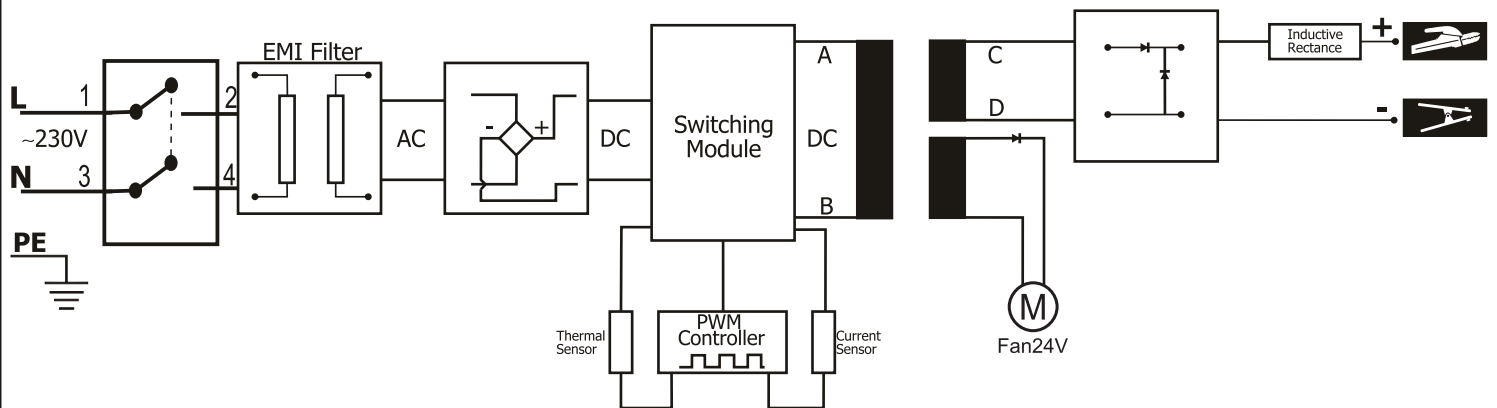 EMI Filter
L
1
2
~230V
N
3
4
PE
AC
-
+
DC
Switching
Module
A
DC
B
Thermal
Sensor
PWM
Controller
Current
Sensor
C
D
M
Fan24V
Inductive
Rectance
+
-